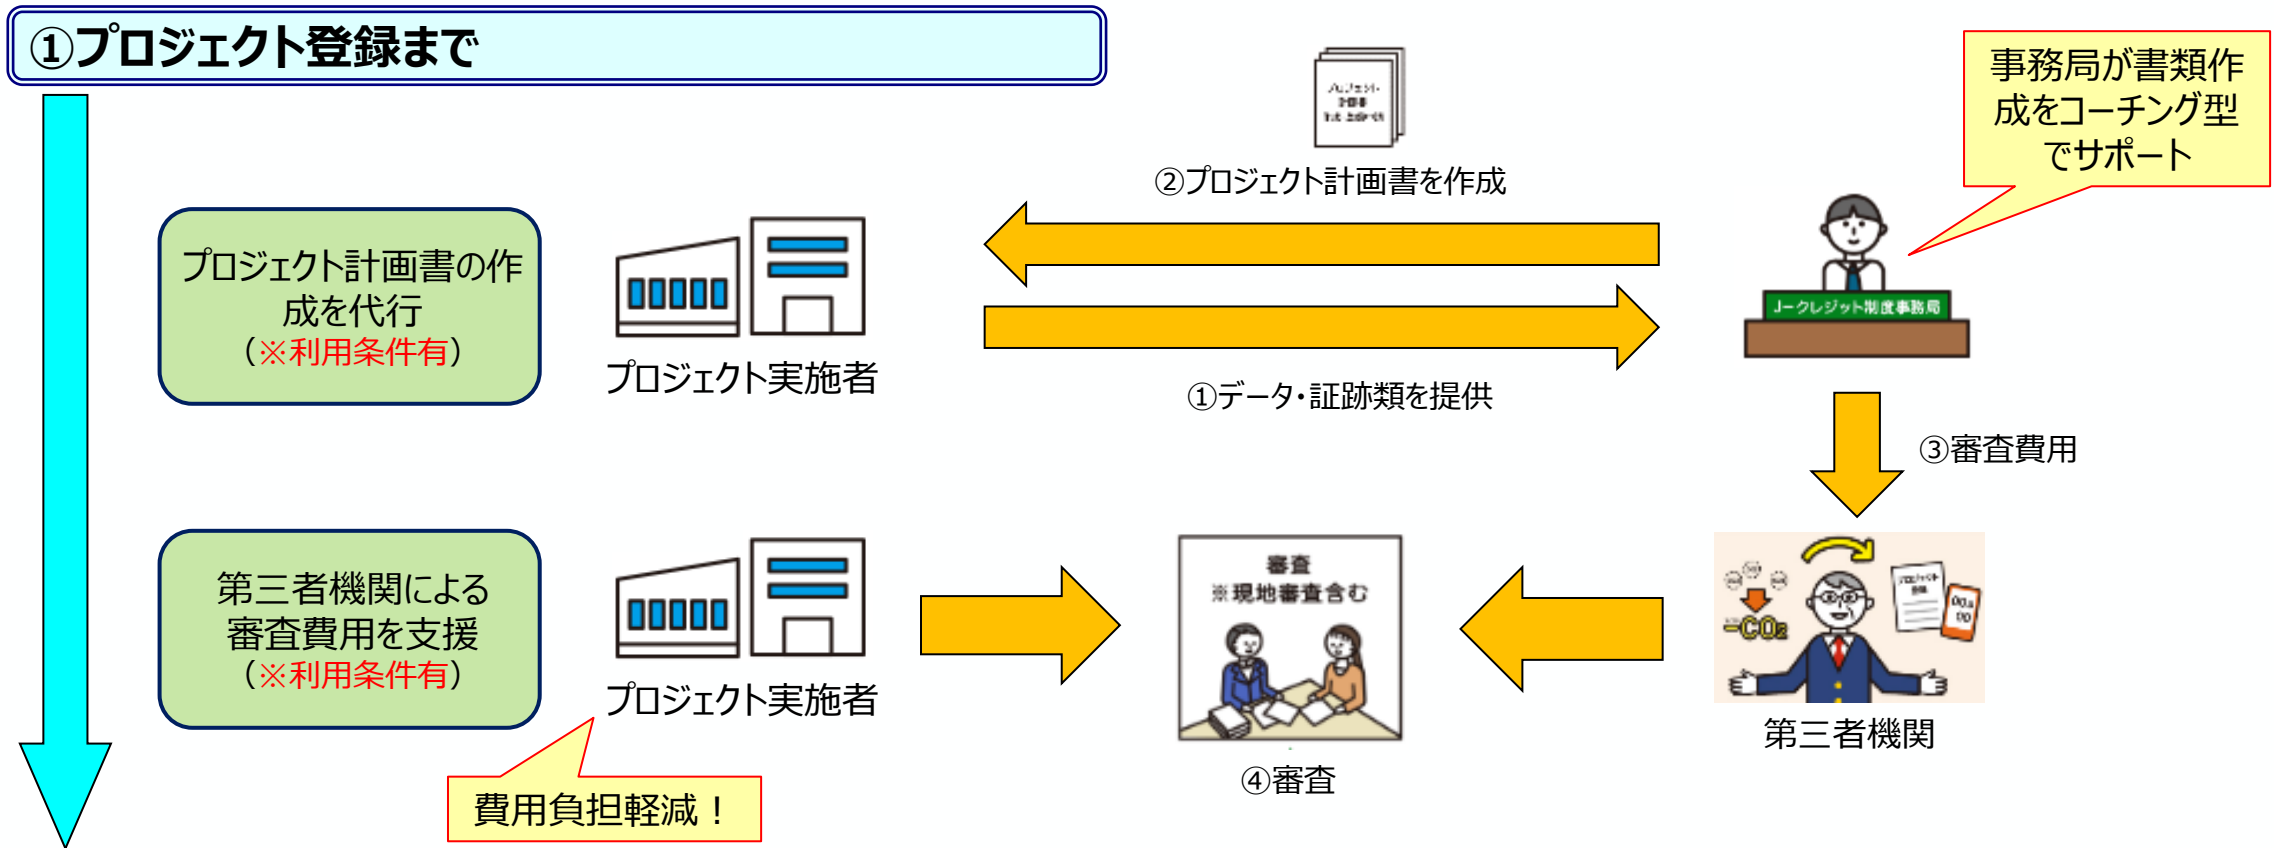 ①プロジェクト登録まで
事務局が書類作
成をコーチング型
でサポート
②プロジェクト計画書を作成
プロジェクト計画書の作
成を代行
（※利用条件有）
プロジェクト実施者
J-クレジット制度事務局
①データ・証跡類を提供
③審査費用
第三者機関による
審査費用を支援
（※利用条件有）
プロジェクト実施者
審査
※現地審査含む
-CO₂
第三者機関
④審査
費用負担軽減！